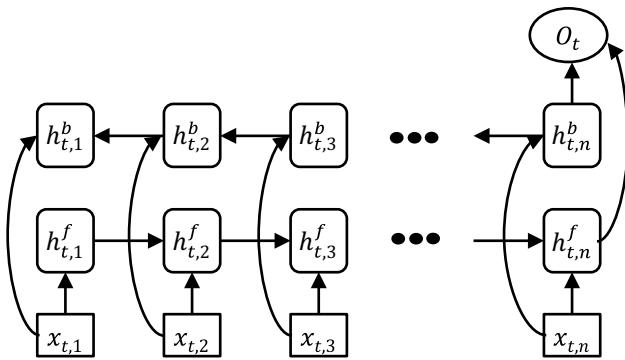 O_t
h^b_{t,1} h^b_{t,2} h^b_{t,3} ••• h^b_{t,n}
h^f_{t,1} h^f_{t,2} h^f_{t,3} ••• h^f_{t,n}
x_{t,1} x_{t,2} x_{t,3} x_{t,n}